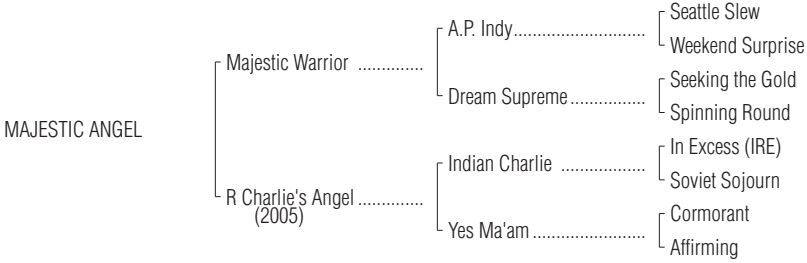 Seattle Slew
A.P. Indy..............................
Weekend Surprise
Majestic Warrior ...............
Seeking the Gold
Dream Supreme.................
Spinning Round
MAJESTIC ANGEL
In Excess (IRE)
Indian Charlie ...................
Soviet Sojourn
R Charlie's Angel ...............
(2005)
Cormorant
Yes Ma'am.........................
Affirming